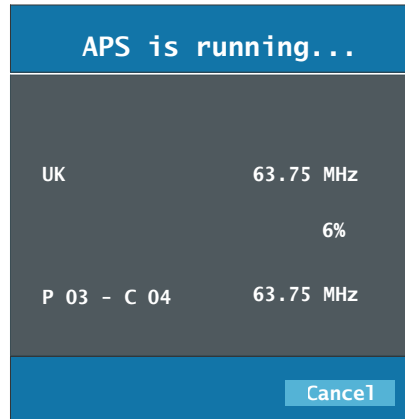 APS is running...
UK 63.75 MHz
6%
P 03 - C 04 63.75 MHz
Cancel